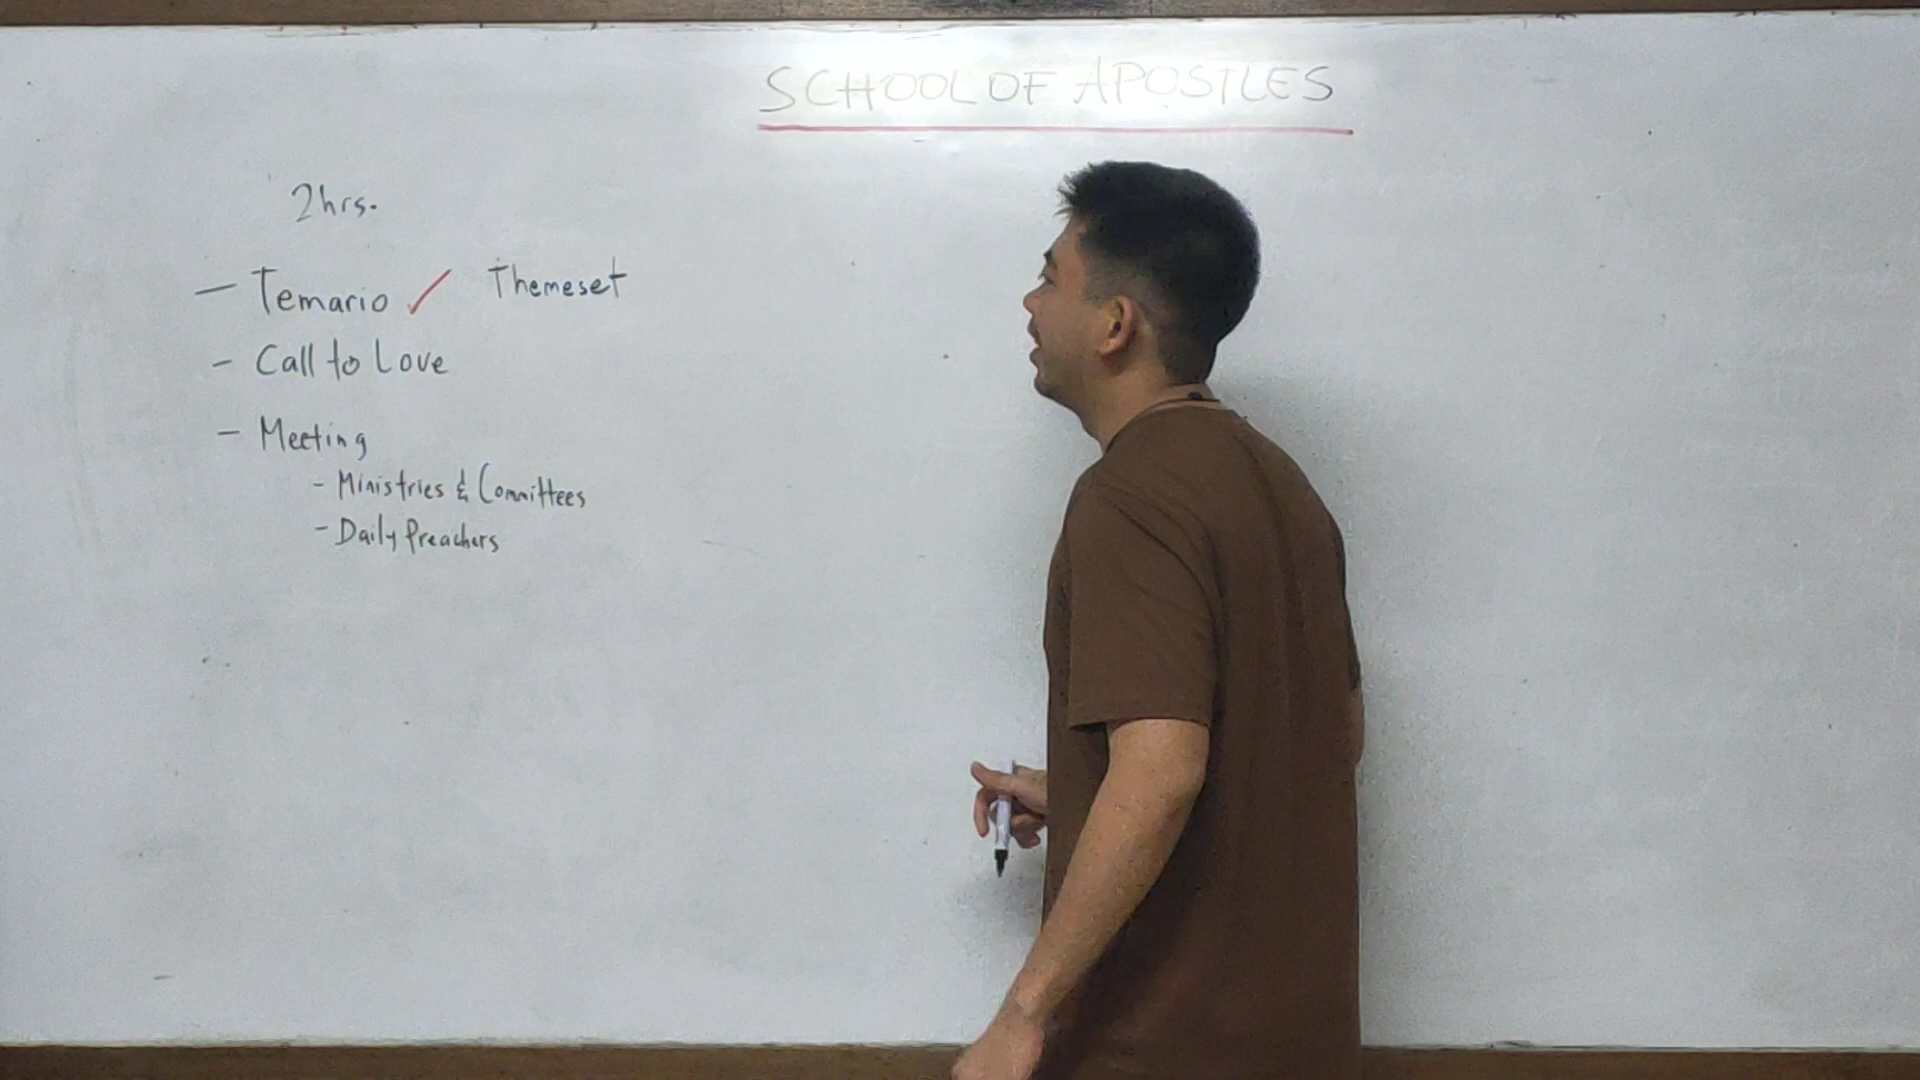 SCHOOL OF APOSTLES
2hrs.
- Temario ✓ Themeset
- Call to Love
- Meeting
- Ministries & Committees
- Daily Preachers